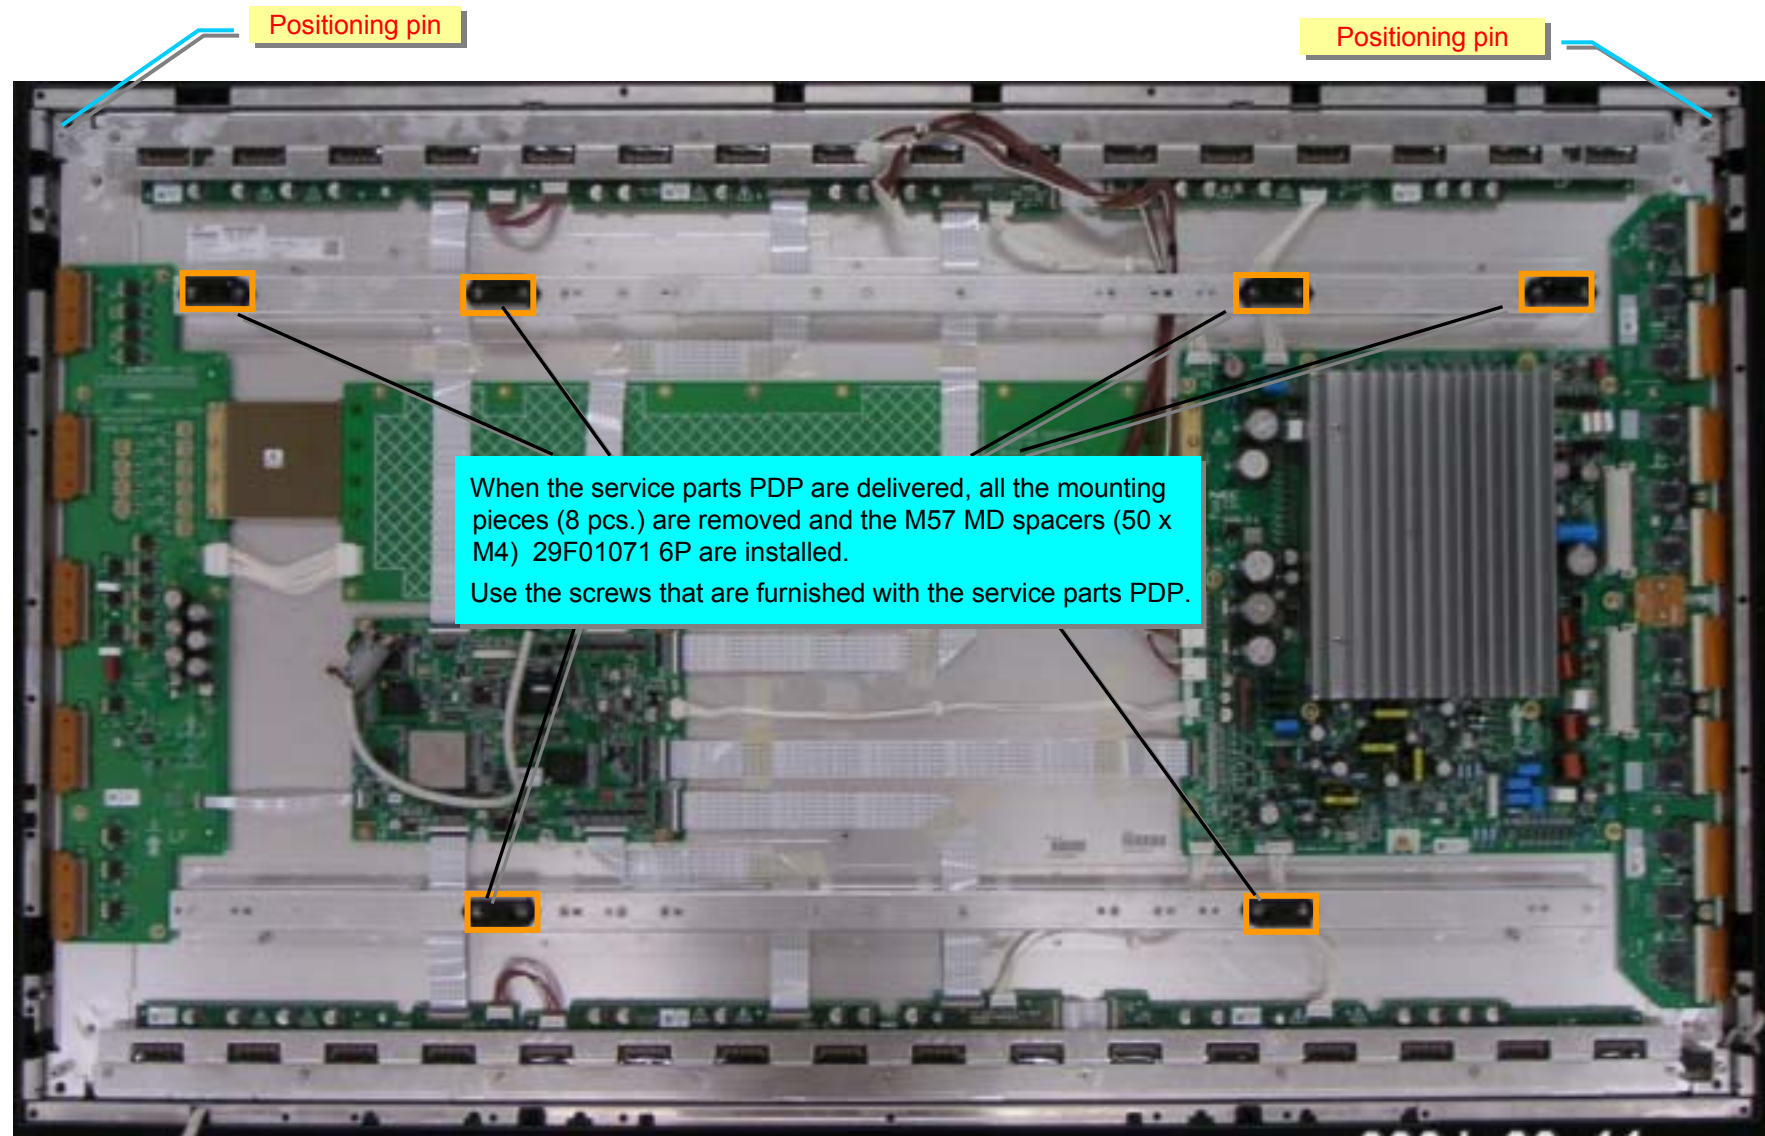 Positioning pin
Positioning pin
When the service parts PDP are delivered, all the mounting
pieces (8 pcs.) are removed and the M57 MD spacers (50 x
M4)  29F01071 6P are installed.
Use the screws that are furnished with the service parts PDP.
NEC